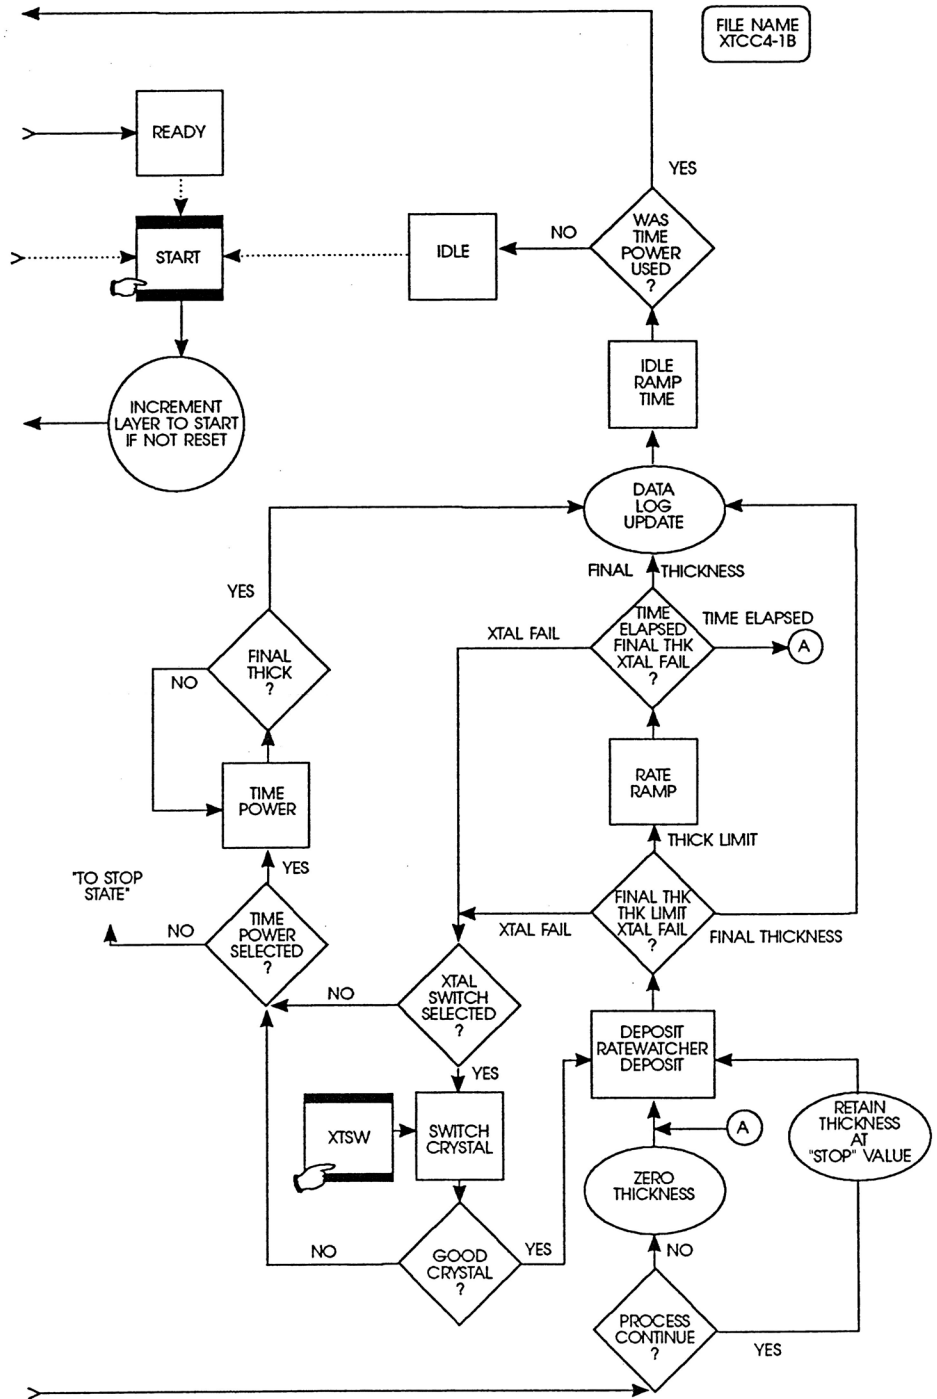 FILE NAME
XTCC4-1B
YES
READY
WAS
TIME
POWER
USED
?
NO
IDLE
START
IDLE
RAMP
TIME
INCREMENT
LAYER TO START
IF NOT RESET
DATA
LOG
UPDATE
FINAL THICKNESS
YES
TIME
ELAPSED
FINAL THK
XTAL FAIL
?
TIME ELAPSED
A
XTAL FAIL
FINAL
THICK
?
NO
RATE
RAMP
TIME
POWER
THICK LIMIT
YES
"TO STOP
STATE"
FINAL THK
THK LIMIT
XTAL FAIL
?
TIME
POWER
SELECTED
?
NO
XTAL FAIL
FINAL THICKNESS
XTAL
SWITCH
SELECTED
?
NO
DEPOSIT
RATEWATCHER
DEPOSIT
YES
RETAIN
THICKNESS
AT
"STOP" VALUE
XTSW
SWITCH
CRYSTAL
A
ZERO
THICKNESS
NO
GOOD
CRYSTAL
?
YES
NO
PROCESS
CONTINUE
?
YES